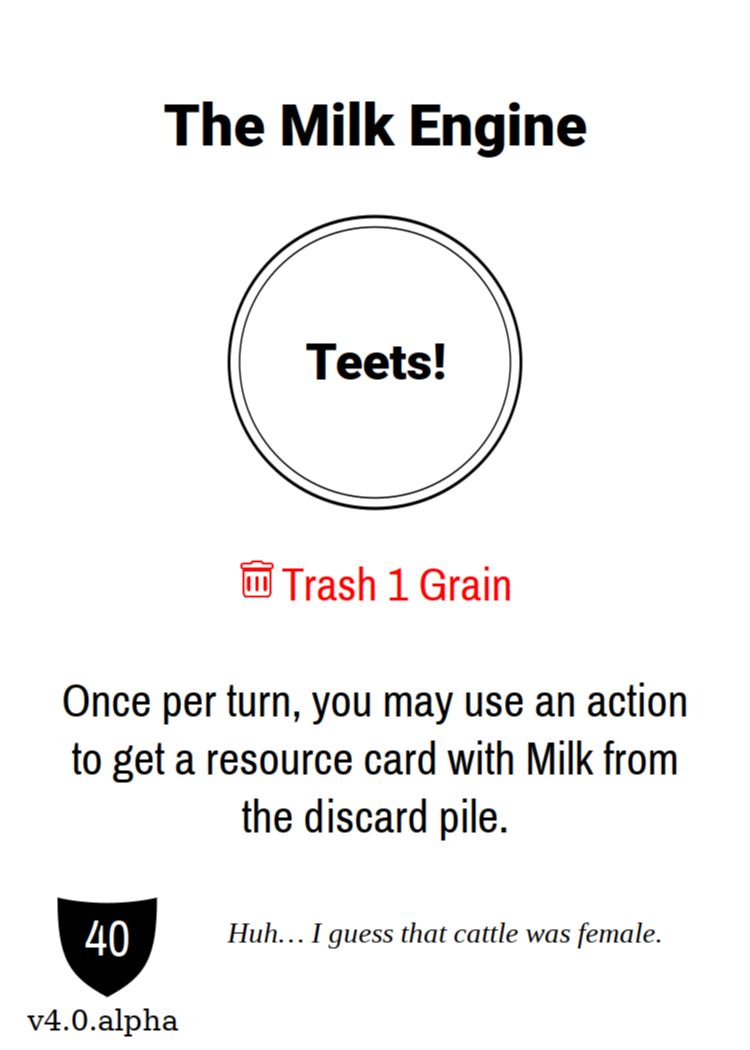 The Milk Engine
Teets!
Trash 1 Grain
Once per turn, you may use an action
to get a resource card with Milk from
the discard pile.
40
Huh… I guess that cattle was female.
v4.0.alpha